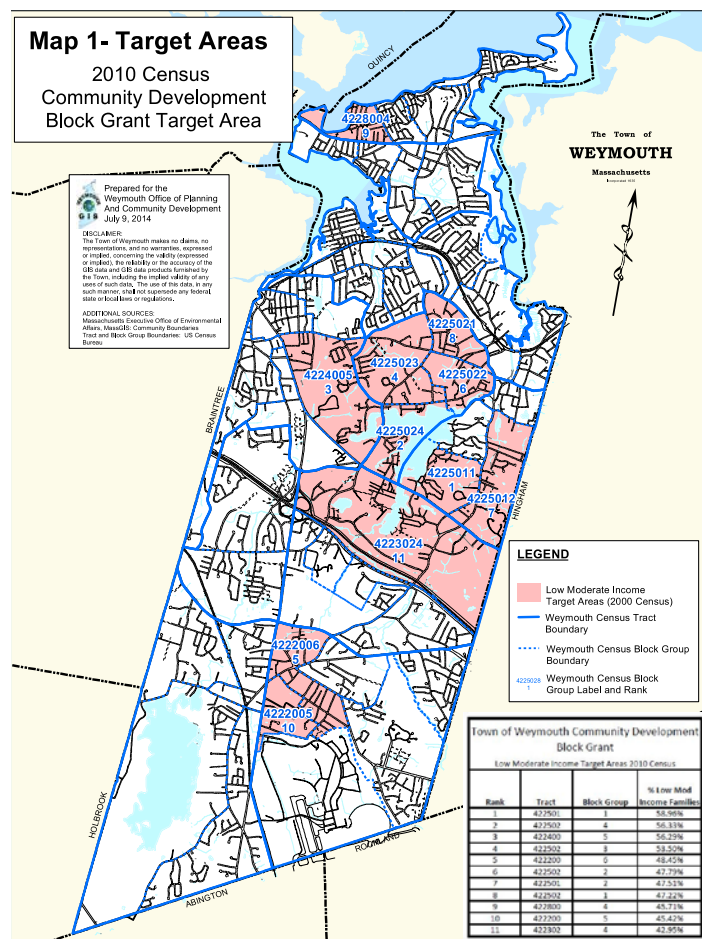 Map 1- Target Areas
2010 Census
Community Development
Block Grant Target Area
QUINCY
4228004
9
The Town of
WEYMOUTH
Massachusetts
WEYMOUTH
GIS
Prepared for the
Weymouth Office of Planning
And Community Development
July 9, 2014
DISCLAIMER:
The Town of Weymouth makes no claims, no
representations, and no warranties, expressed
or implied, concerning the validity (expressed
or implied), the reliability or the accuracy of the
GIS data and GIS data products furnished by
the Town, including the implied validity of any
uses of such data. The use of this data, in any
such manner, shall not supersede any federal,
state or local laws or regulations.
ADDITIONAL SOURCES:
Massachusetts Executive Office of Environmental
Affairs, MassGIS: Community Boundaries
Tract and Block Group Boundaries: US Census
Bureau
4225021
8
4225023
4
4224005
3
4225022
6
4225024
2
4225011
1
4225012
7
4223024
11
4222006
5
4222005
10
BRAINTREE
HINGHAM
HOLBROOK
ABINGTON
ROCKLAND
LEGEND
Low Moderate Income
Target Areas (2000 Census)
Weymouth Census Tract
Boundary
Weymouth Census Block Group
Boundary
4225028
1
Weymouth Census Block
Group Label and Rank
Town of Weymouth Community Development
Block Grant
Low Moderate Income Target Areas 2010 Census
Rank Tract Block Group % Low Mod Income Families
1 422501 1 58.96%
2 422502 4 56.33%
3 422400 5 56.29%
4 422502 3 53.50%
5 422200 6 48.45%
6 422502 2 47.79%
7 422501 2 47.51%
8 422502 1 47.22%
9 422800 4 45.71%
10 422200 5 45.42%
11 422302 4 42.95%